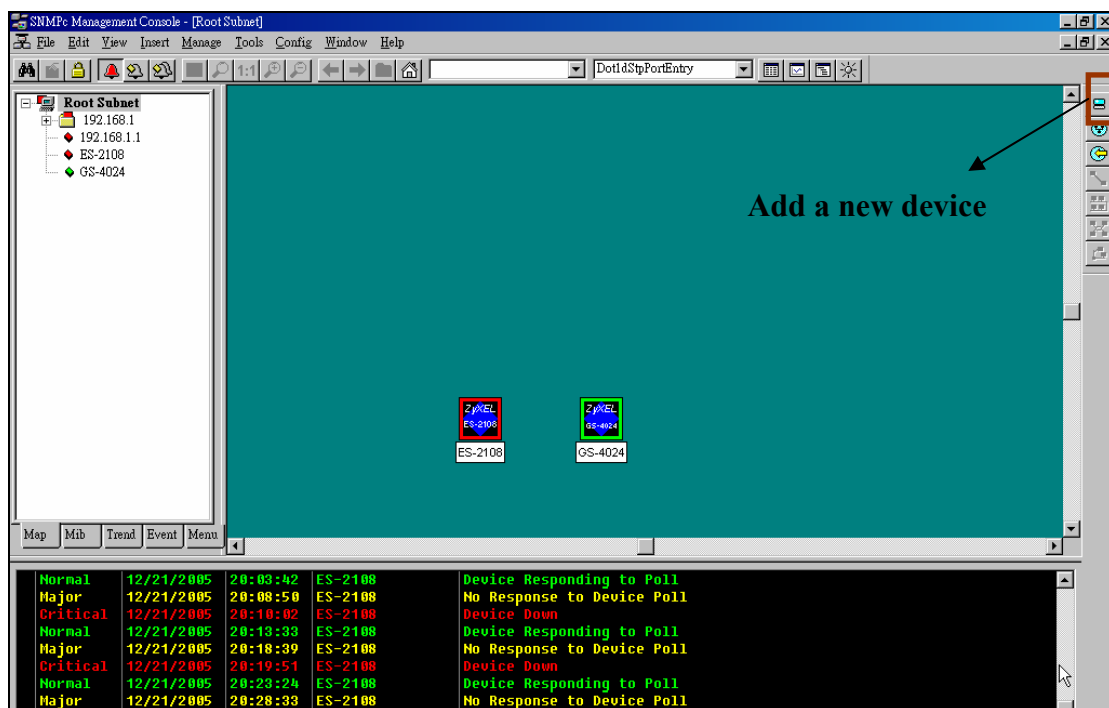 SNMPc Management Console - [Root Subnet]
File Edit View Insert Manage Tools Config Window Help
1:1 Dot1dStpPortEntry
Root Subnet
192.168.1
192.168.1.1
ES-2108
GS-4024
Add a new device
ZyXEL
ES-2108
ES-2108
ZyXEL
GS-4024
GS-4024
Map Mib Trend Event Menu
Normal 12/21/2005 20:03:42 ES-2108 Device Responding to Poll
Major 12/21/2005 20:08:50 ES-2108 No Response to Device Poll
Critical 12/21/2005 20:10:02 ES-2108 Device Down
Normal 12/21/2005 20:13:33 ES-2108 Device Responding to Poll
Major 12/21/2005 20:18:39 ES-2108 No Response to Device Poll
Critical 12/21/2005 20:19:51 ES-2108 Device Down
Normal 12/21/2005 20:23:24 ES-2108 Device Responding to Poll
Major 12/21/2005 20:28:33 ES-2108 No Response to Device Poll